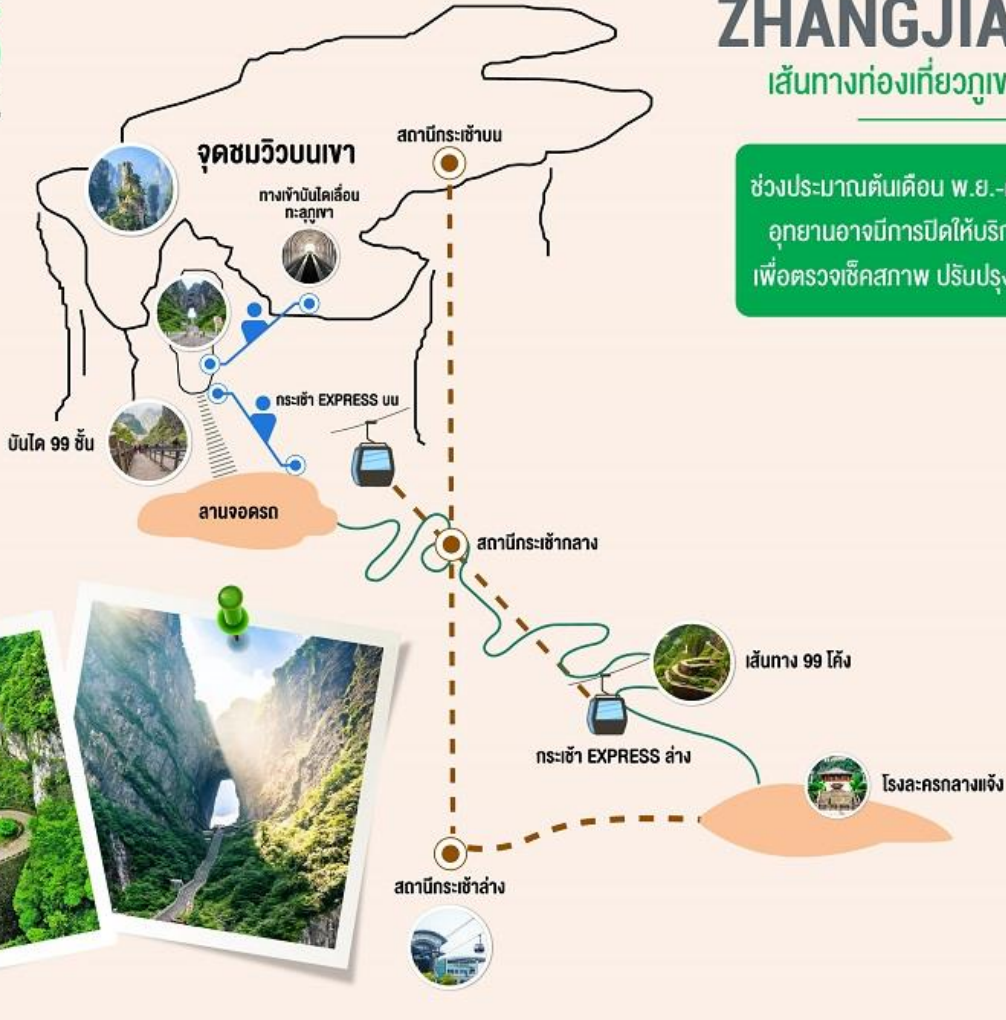 ZHANGJIA
เส้นทางท่องเที่ยวภูเข
ช่วงประมาณต้นเดือน พ.ย.-
อุทยานอาจมีการปิดให้บริก
เพื่อตรวจเช็คสภาพ ปรับปรุง
สถานีกระเช้าบน
จุดชมวิวบนเขา
ทางเข้าบันไดเลื่อน
ทะลุภูเขา
กระเช้า EXPRESS บน
บันได 99 ชั้น
ลานจอดรถ
สถานีกระเช้ากลาง
เส้นทาง 99 โค้ง
กระเช้า EXPRESS ล่าง
โรงละครกลางแจ้ง
สถานีกระเช้าล่าง